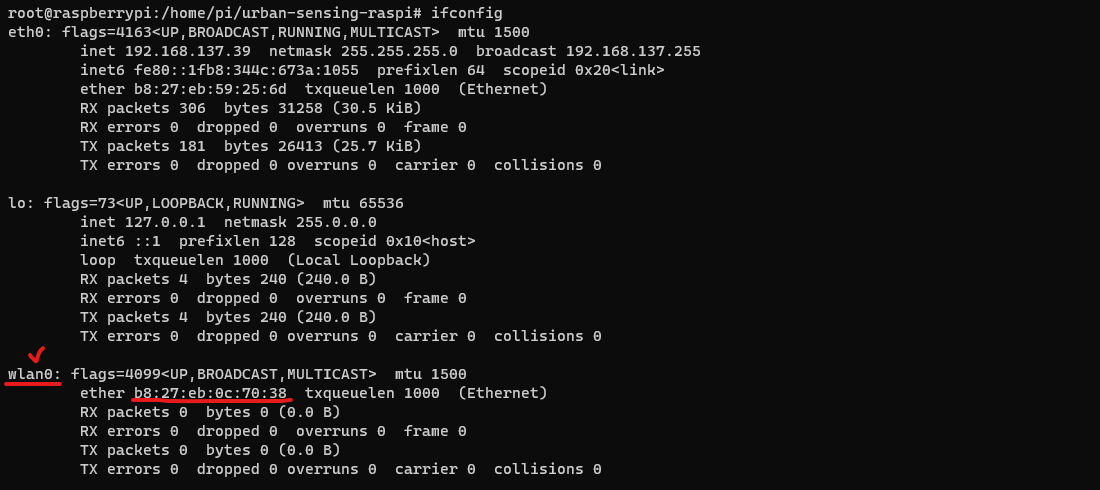 root@raspberrypi:/home/pi/urban-sensing-raspi# ifconfig
eth0: flags=4163<UP,BROADCAST,RUNNING,MULTICAST>  mtu 1500
        inet 192.168.137.39  netmask 255.255.255.0  broadcast 192.168.137.255
        inet6 fe80::1fb8:344c:673a:1055  prefixlen 64  scopeid 0x20<link>
        ether b8:27:eb:59:25:6d  txqueuelen 1000  (Ethernet)
        RX packets 306  bytes 31258 (30.5 KiB)
        RX errors 0  dropped 0  overruns 0  frame 0
        TX packets 181  bytes 26413 (25.7 KiB)
        TX errors 0  dropped 0 overruns 0  carrier 0  collisions 0

lo: flags=73<UP,LOOPBACK,RUNNING>  mtu 65536
        inet 127.0.0.1  netmask 255.0.0.0
        inet6 ::1  prefixlen 128  scopeid 0x10<host>
        loop  txqueuelen 1000  (Local Loopback)
        RX packets 4  bytes 240 (240.0 B)
        RX errors 0  dropped 0  overruns 0  frame 0
        TX packets 4  bytes 240 (240.0 B)
        TX errors 0  dropped 0 overruns 0  carrier 0  collisions 0

wlan0: flags=4099<UP,BROADCAST,MULTICAST>  mtu 1500
        ether b8:27:eb:0c:70:38  txqueuelen 1000  (Ethernet)
        RX packets 0  bytes 0 (0.0 B)
        RX errors 0  dropped 0  overruns 0  frame 0
        TX packets 0  bytes 0 (0.0 B)
        TX errors 0  dropped 0 overruns 0  carrier 0  collisions 0